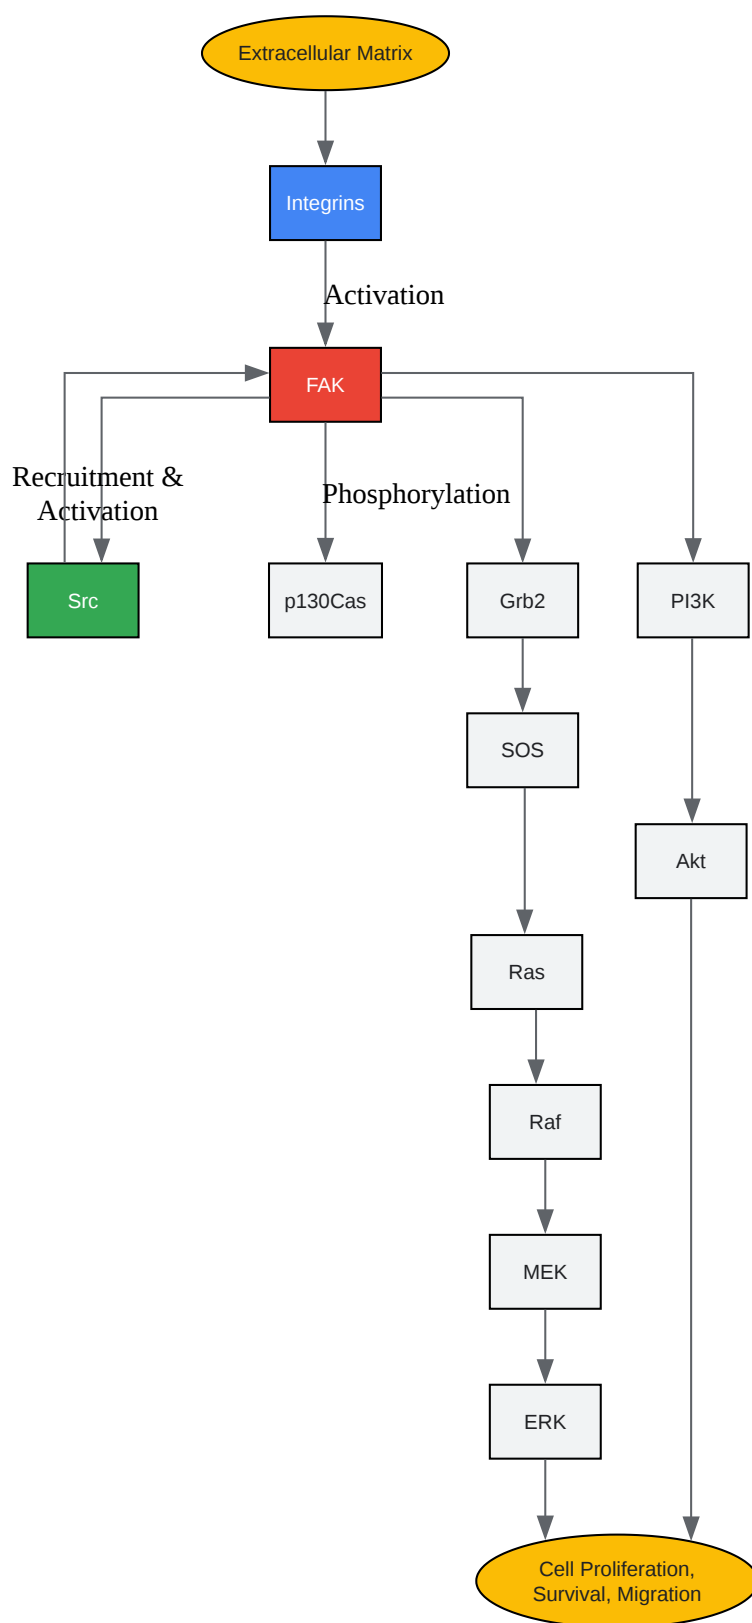 Extracellular Matrix
Integrins
Activation
FAK
Recruitment &
Activation
Phosphorylation
Src
p130Cas
Grb2
PI3K
SOS
Akt
Ras
Raf
MEK
ERK
Cell Proliferation,
Survival, Migration